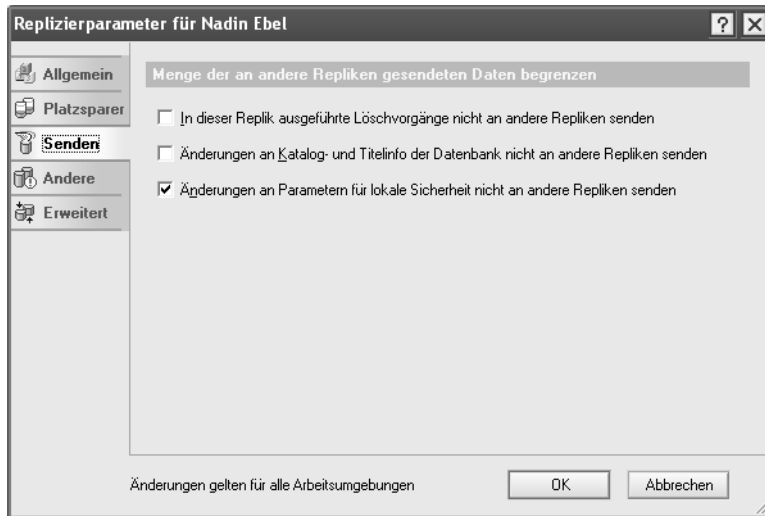 Replizierparameter für Nadin Ebel
Allgemein
Platzsparer
Senden
Andere
Erweitert
Menge der an andere Repliken gesendeten Daten begrenzen
In dieser Replik ausgeführte Löschvorgänge nicht an andere Repliken senden
Änderungen an Katalog- und Titelinfo der Datenbank nicht an andere Repliken senden
Änderungen an Parametern für lokale Sicherheit nicht an andere Repliken senden
Änderungen gelten für alle Arbeitsumgebungen
OK
Abbrechen